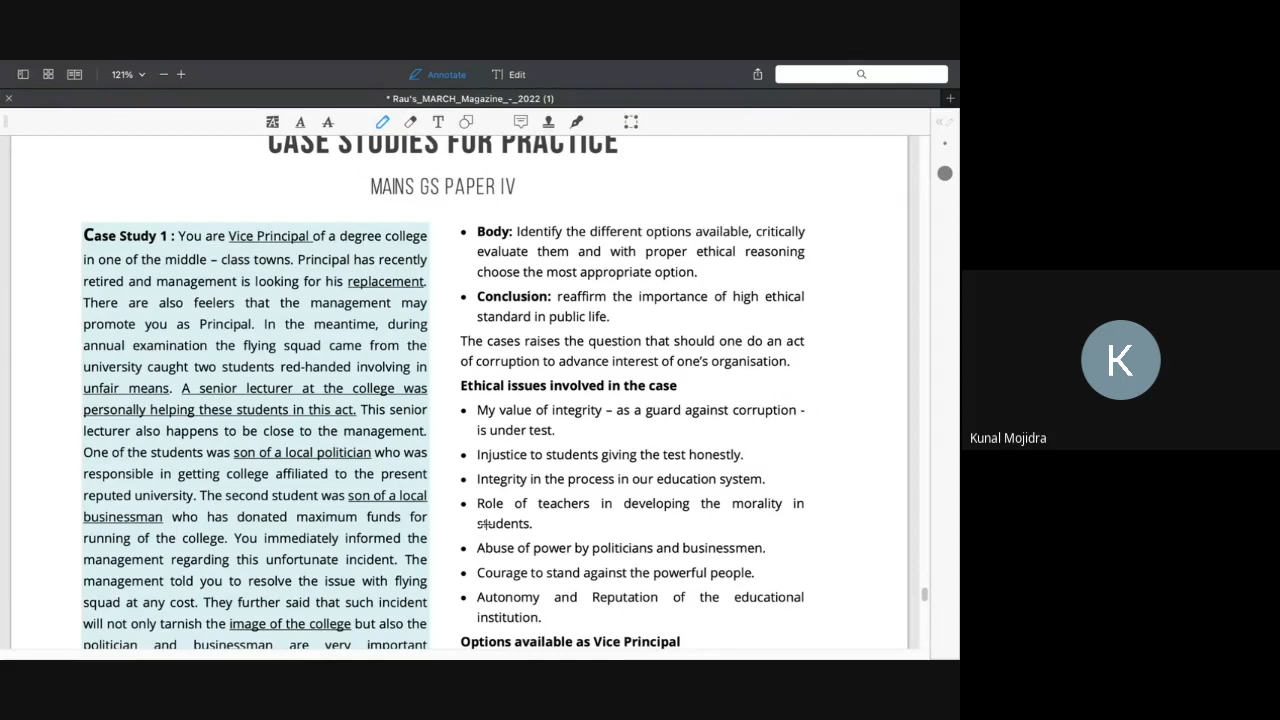 121%
Annotate
Edit
* Rau's_MARCH_Magazine_-_2022 (1)
CASE STUDIES FOR PRACTICE
MAINS GS PAPER IV
Case Study 1 : You are Vice Principal of a degree college
in one of the middle – class towns. Principal has recently
retired and management is looking for his replacement.
There are also feelers that the management may
promote you as Principal. In the meantime, during
annual examination the flying squad came from the
university caught two students red-handed involving in
unfair means. A senior lecturer at the college was
personally helping these students in this act. This senior
lecturer also happens to be close to the management.
One of the students was son of a local politician who was
responsible in getting college affiliated to the present
reputed university. The second student was son of a local
businessman who has donated maximum funds for
running of the college. You immediately informed the
management regarding this unfortunate incident. The
management told you to resolve the issue with flying
squad at any cost. They further said that such incident
will not only tarnish the image of the college but also the
politician and businessman are very important
• Body: Identify the different options available, critically
evaluate them and with proper ethical reasoning
choose the most appropriate option.
• Conclusion: reaffirm the importance of high ethical
standard in public life.
The cases raises the question that should one do an act
of corruption to advance interest of one's organisation.
Ethical issues involved in the case
• My value of integrity – as a guard against corruption -
is under test.
• Injustice to students giving the test honestly.
• Integrity in the process in our education system.
• Role of teachers in developing the morality in
students.
• Abuse of power by politicians and businessmen.
• Courage to stand against the powerful people.
• Autonomy and Reputation of the educational
institution.
Options available as Vice Principal
K
Kunal Mojidra